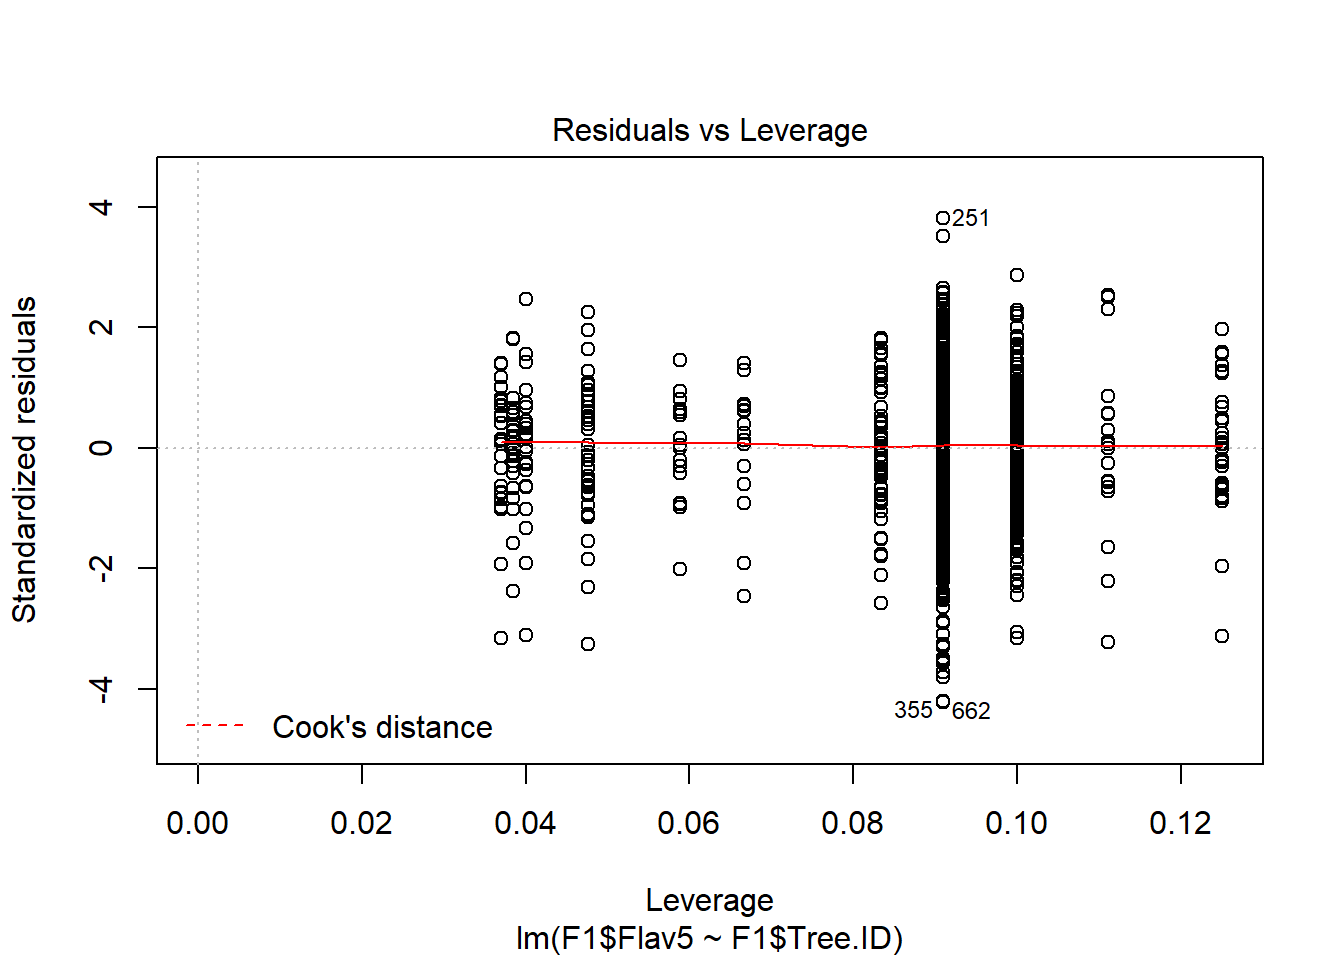 Residuals vs Leverage
Standardized residuals
4
2
0
-2
-4
251
355
662
Cook's distance
0.00 0.02 0.04 0.06 0.08 0.10 0.12
Leverage
lm(F1$Flav5 ~ F1$Tree.ID)